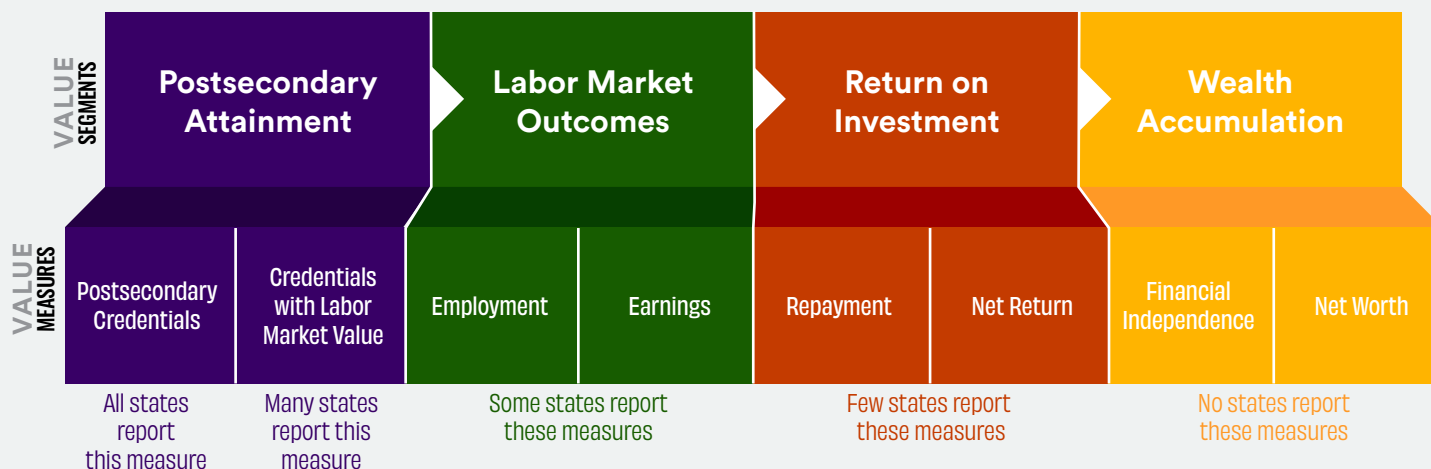 VALUE
SEGMENTS
Postsecondary
Attainment
Labor Market
Outcomes
Return on
Investment
Wealth
Accumulation
VALUE
MEASURES
Postsecondary
Credentials
Credentials
with Labor
Market Value
Employment
Earnings
Repayment
Net Return
Financial
Independence
Net Worth
All states
report
this measure
Many states
report this
measure
Some states report
these measures
Few states report
these measures
No states report
these measures